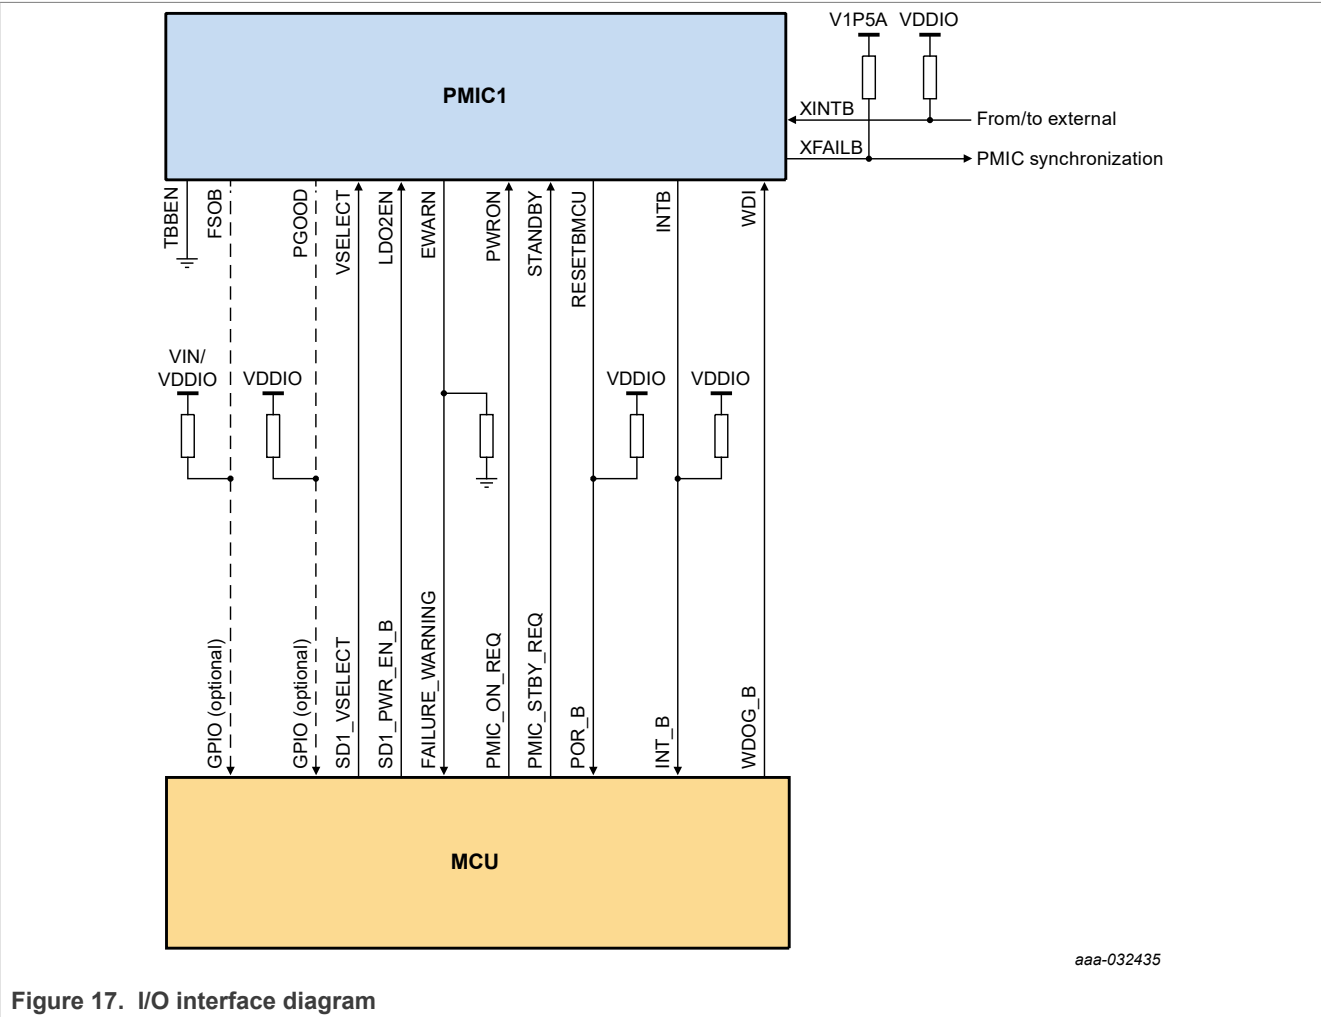 V1P5A VDDIO
PMIC1
XINTB
From/to external
XFAILB
PMIC synchronization
TBBEN
FSOB
PGOOD
VSELECT
LDO2EN
EWARN
PWRON
STANDBY
RESETBMCU
INTB
WDI
VIN/
VDDIO
VDDIO
VDDIO
VDDIO
GPIO (optional)
GPIO (optional)
SD1_VSELECT
SD1_PWR_EN_B
FAILURE_WARNING
PMIC_ON_REQ
PMIC_STBY_REQ
POR_B
INT_B
WDOG_B
MCU
aaa-032435
Figure 17. I/O interface diagram